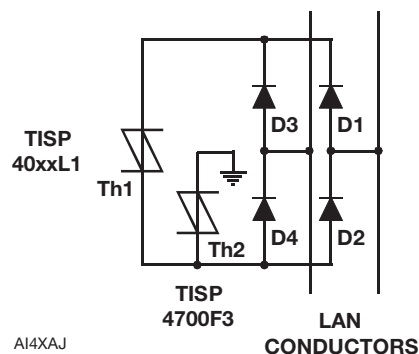 D3
D1
TISP
40xxL1
Th1
D4
D2
Th2
TISP
4700F3
LAN
CONDUCTORS
AI4XAJ